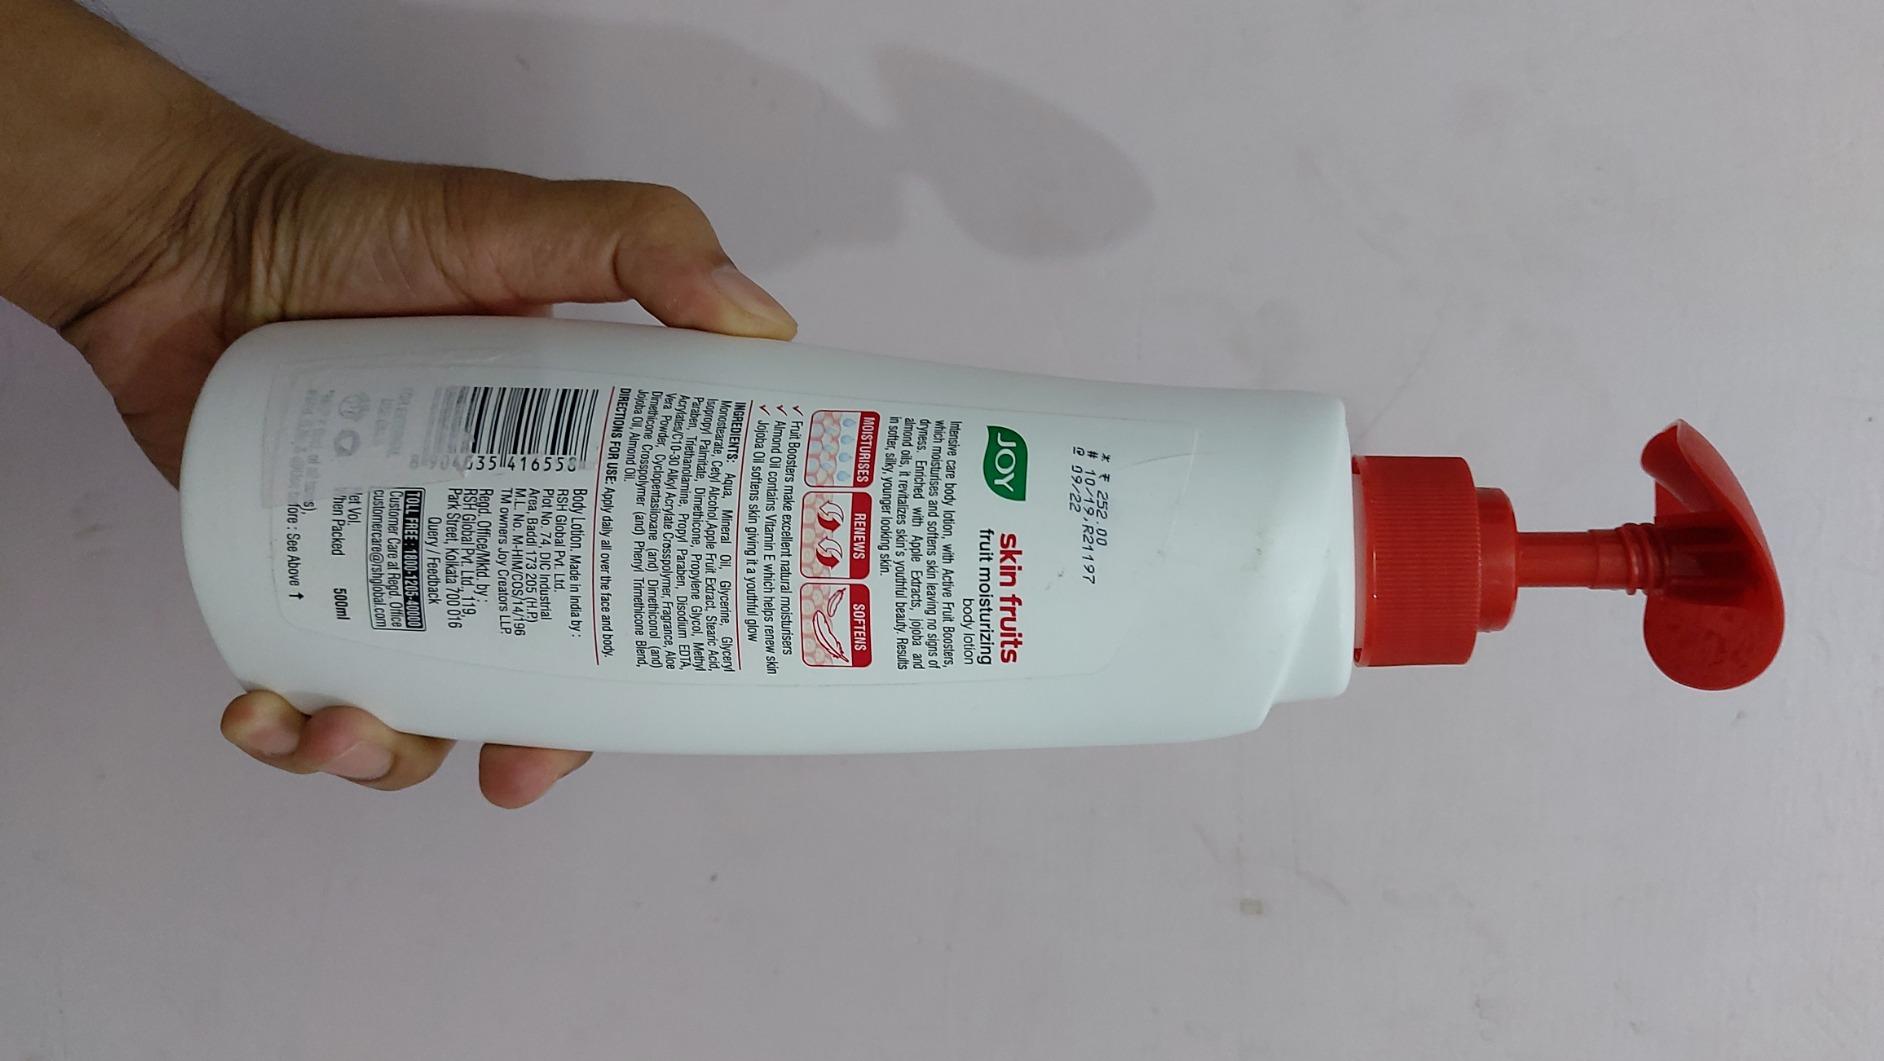 * ₹ 252.00
# 10/19,R21197
@ 09/22
JOY
skin fruits
fruit moisturizing
body lotion
Intensive care body lotion, with Active Fruit Boosters,
which moisturises and softens skin leaving no signs of
dryness. Enriched with Apple Extracts, jojoba and
almond oils, it revitalizes skin's youthful beauty. Results
in softer, silky, younger looking skin.
MOISTURISES RENEWS SOFTENS
✓ Fruit Boosters make excellent natural moisturisers
✓ Almond Oil contains Vitamin E which helps renew skin
✓ Jojoba Oil softens skin giving it a youthful glow
INGREDIENTS: Aqua, Mineral Oil, Glycerine, Glyceryl
Monostearate, Cetyl Alcohol, Apple Fruit Extract, Stearic Acid,
Isopropyl Palmitate, Dimethicone, Propylene Glycol, Methyl
Paraben, Triethanolamine, Propyl Paraben, Disodium EDTA,
Acrylates/C10-30 Alkyl Acrylate Crosspolymer, Fragrance, Aloe
Vera Powder, Cyclopentasiloxane (and) Dimethiconol (and)
Dimethicone Crosspolymer (and) Phenyl Trimethicone Blend,
Jojoba Oil, Almond Oil.
DIRECTIONS FOR USE: Apply daily all over the face and body.
416558
Body Lotion. Made in India by :
RSH Global Pvt. Ltd.
Plot No. 74, DIC Industrial
Area, Baddi 173 205 (H.P.)
M.L. No. M-HIM/COS/14/196
TM owners Joy Creators LLP.
Regd. Office/Mktd. by :
RSH Global Pvt. Ltd., 119,
Park Street, Kolkata 700 016
Query / Feedback
TOLL FREE-1800-1206-00000
Customer Care at Regd. Office
customercare@rshglobal.com
Net Vol. 500ml
When Packed
fore : See Above ↑